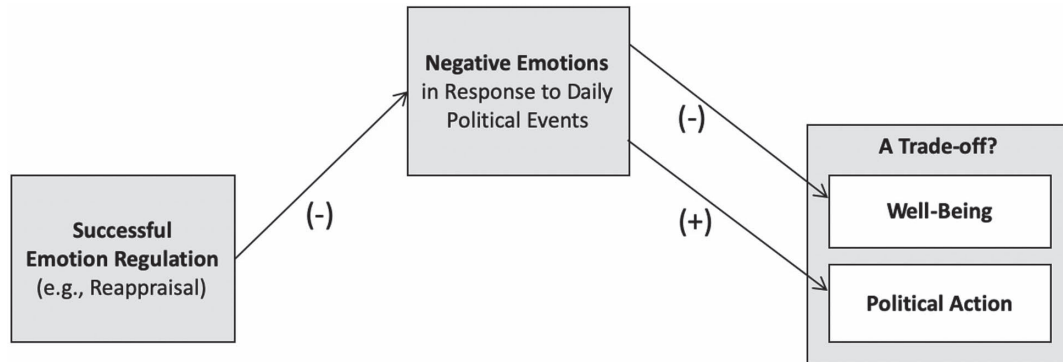 Negative Emotions
in Response to Daily
Political Events
(-)
A Trade-off?
Well-Being
Successful
Emotion Regulation
(e.g., Reappraisal)
(-)
(+)
Political Action